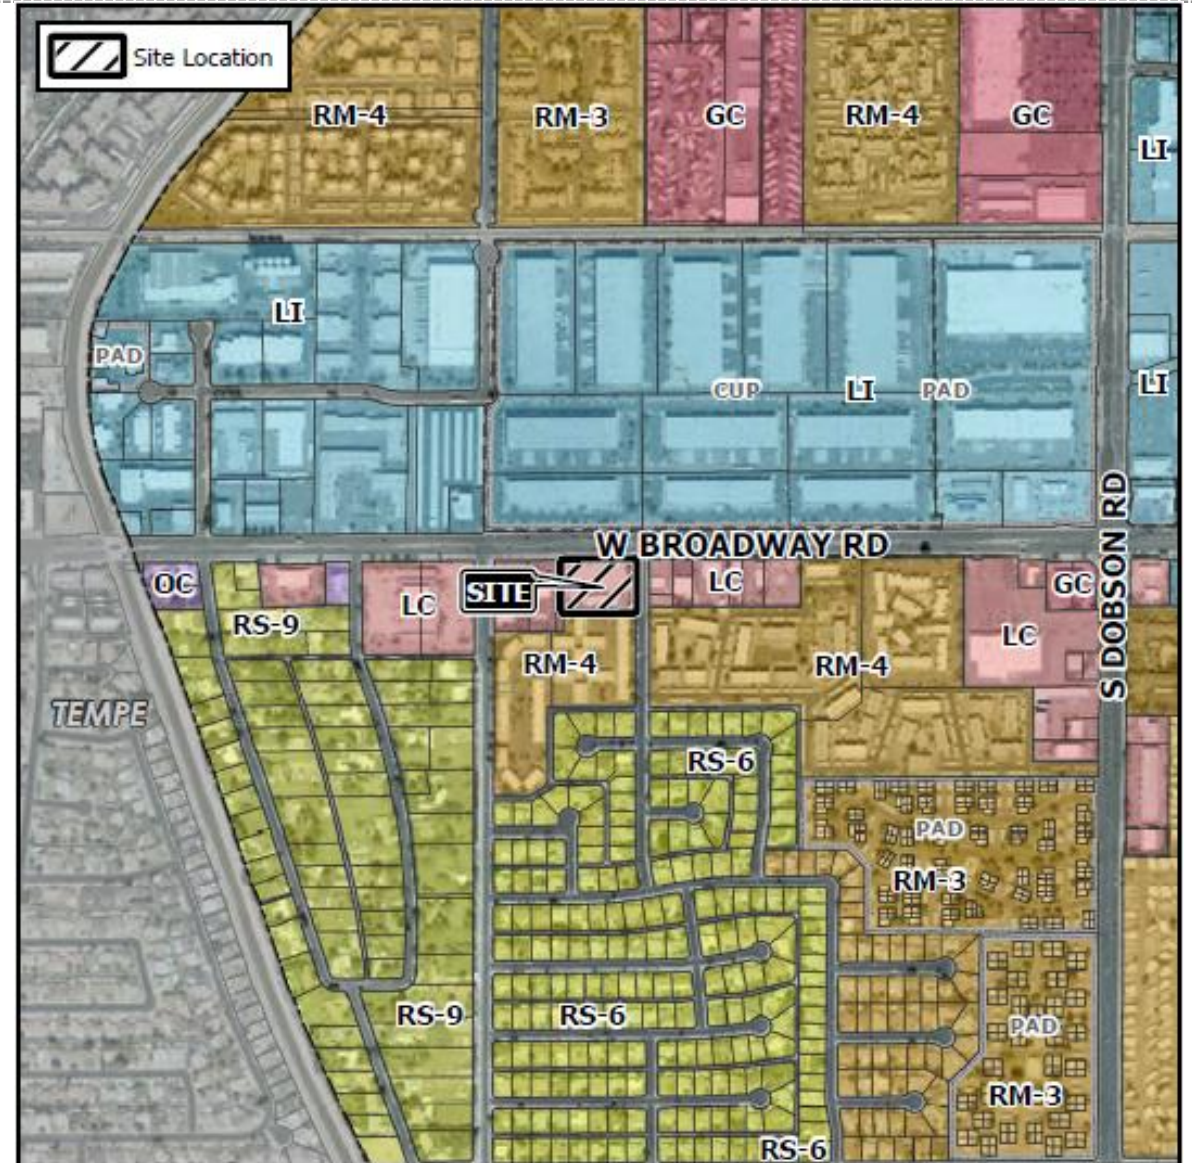 Site Location
RM-4
RM-3
GC
RM-4
GC
LI
LI
PAD
CUP
LI
PAD
LI
W BROADWAY RD
S DOBSON RD
OC
RS-9
LC
SITE
LC
GC
LC
RM-4
RM-4
TEMPE
RS-6
PAD
RM-3
RS-9
RS-6
PAD
RM-3
RS-6